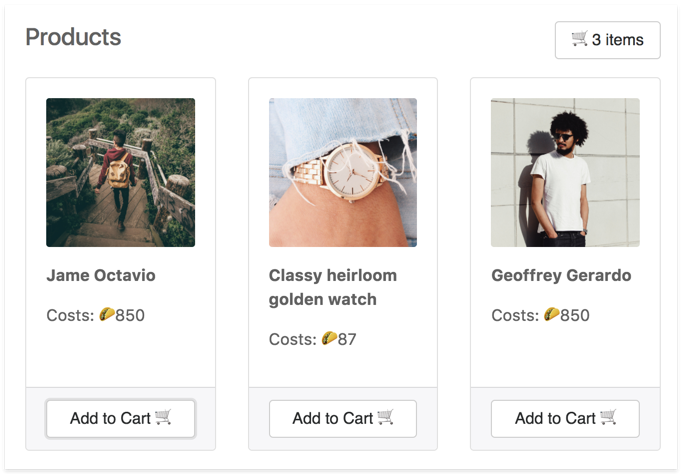 Products
🛒 3 items
Jame Octavio
Costs: 🌮850
Add to Cart 🛒
Classy heirloom
golden watch
Costs: 🌮87
Add to Cart 🛒
Geoffrey Gerardo
Costs: 🌮850
Add to Cart 🛒